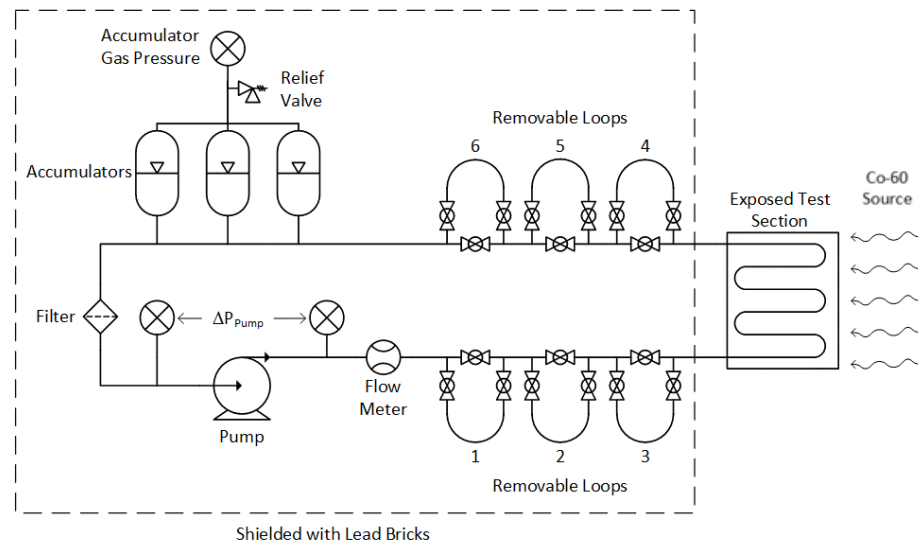 Accumulator
Gas Pressure
Relief
Valve
Accumulators
Removable Loops
6
5
4
Co-60
Source
Exposed Test
Section
Filter
ΔPPump
Flow
Meter
Pump
1
2
3
Removable Loops
Shielded with Lead Bricks